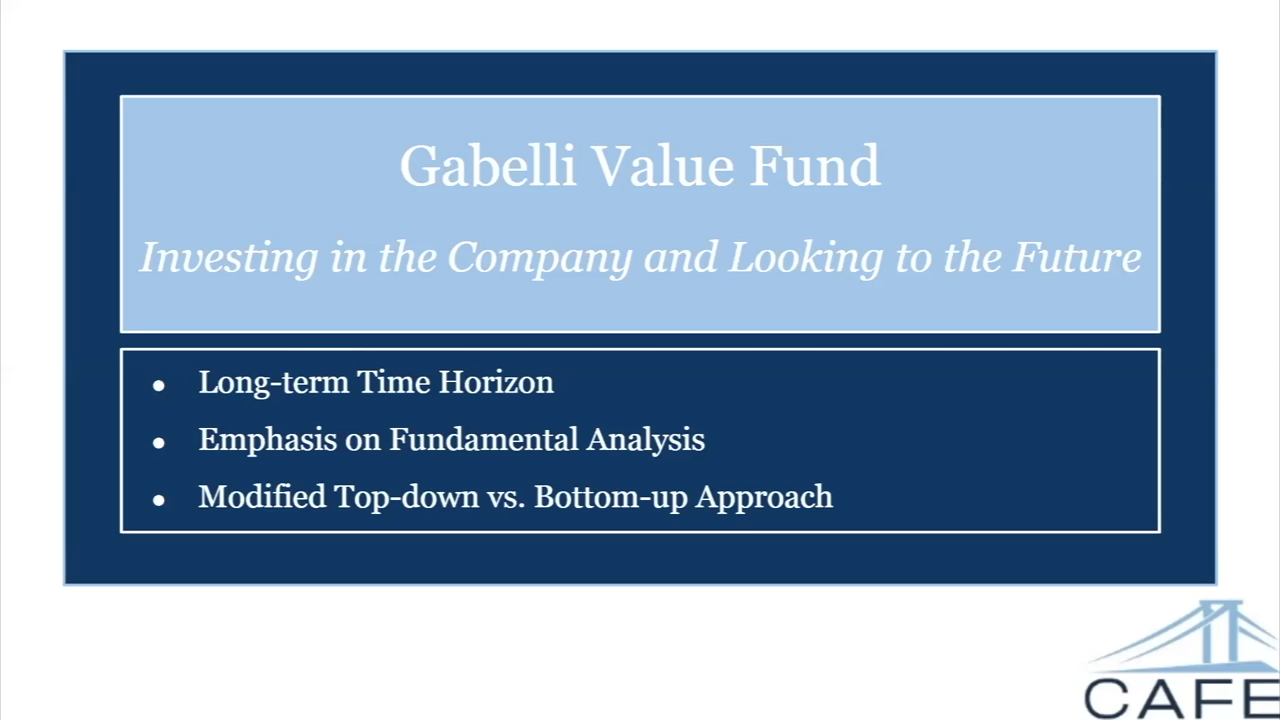 Gabelli Value Fund
Investing in the Company and Looking to the Future
• Long-term Time Horizon
• Emphasis on Fundamental Analysis
• Modified Top-down vs. Bottom-up Approach
CAFE